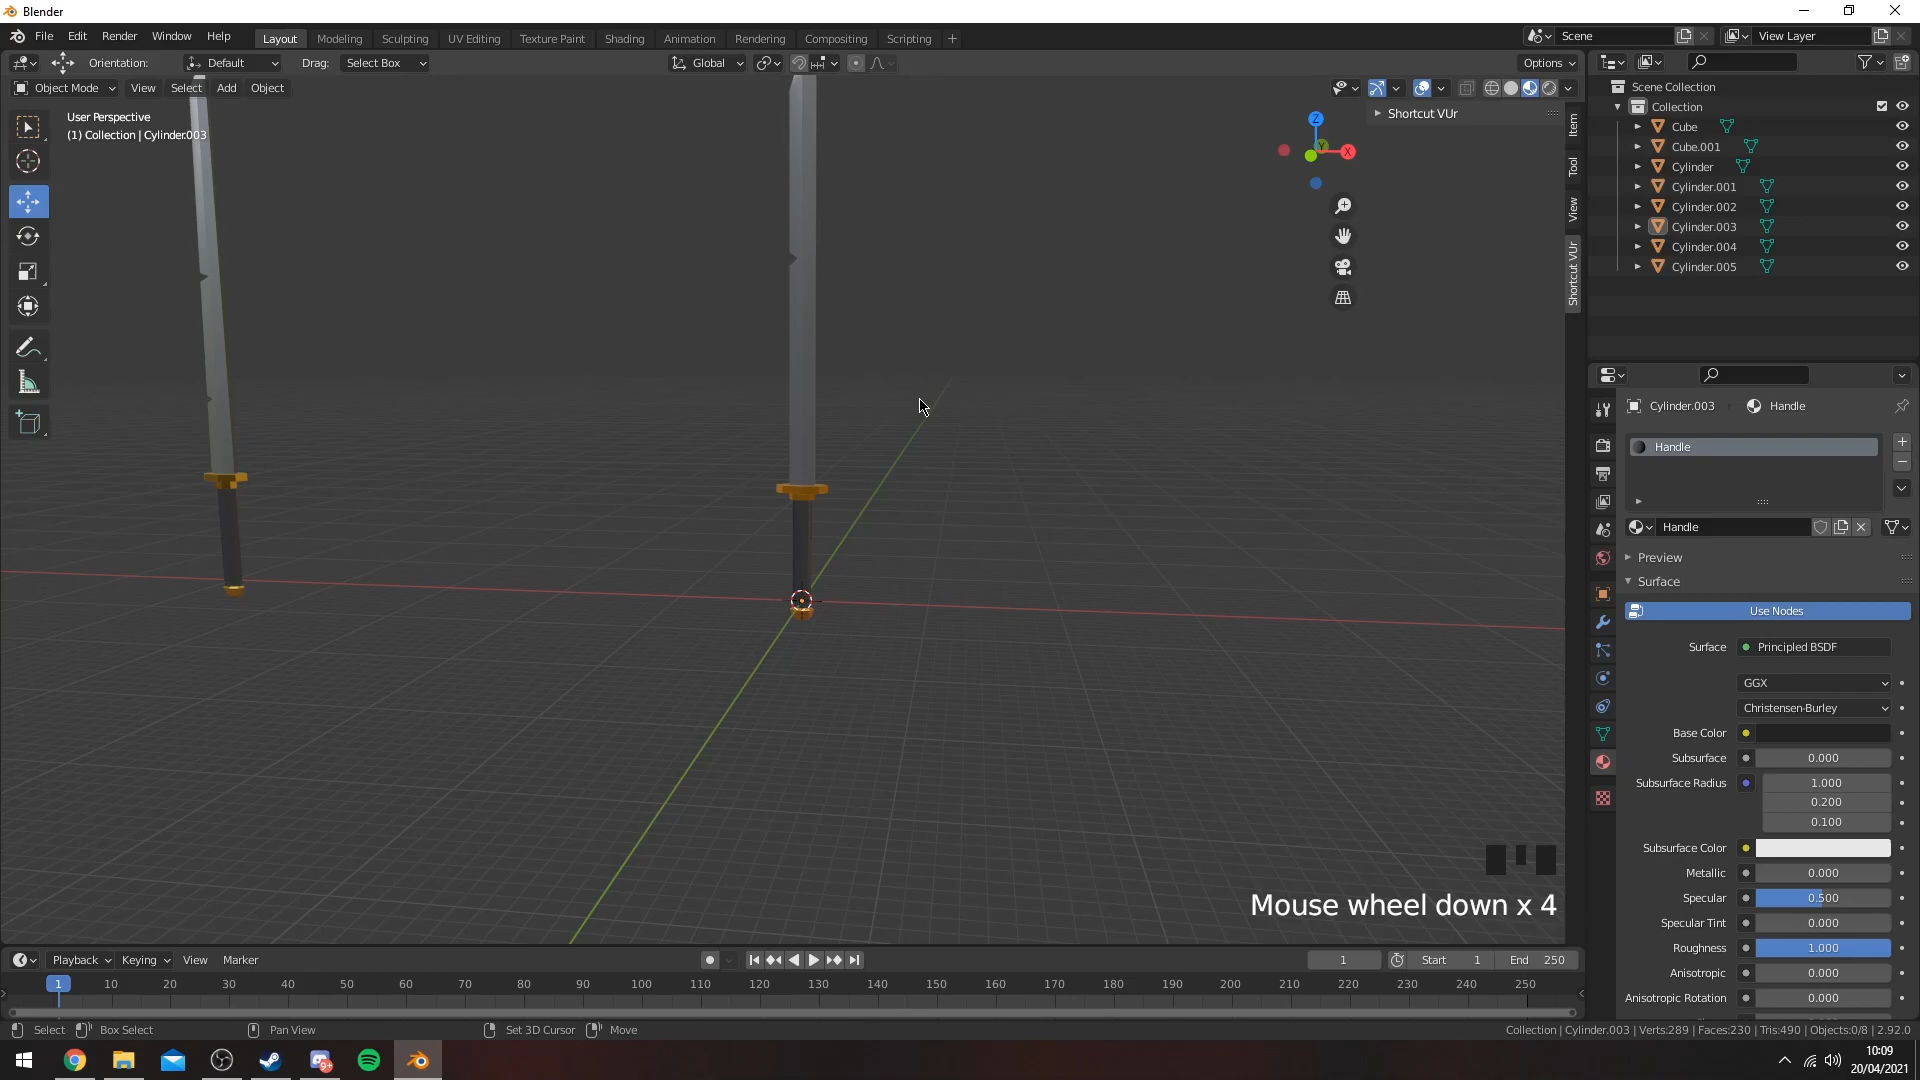 Blender
File Edit Render Window Help
Layout Modeling Sculpting UV Editing Texture Paint Shading Animation Rendering Compositing Scripting +
Scene
View Layer
Orientation: Default Drag: Select Box
Global
Options
Object Mode View Select Add Object
User Perspective
(1) Collection | Cylinder.003
Shortcut VUr
Z
Y
X
Item
Tool
View
Shortcut VUr
Scene Collection
Collection
Cube
Cube.001
Cylinder
Cylinder.001
Cylinder.002
Cylinder.003
Cylinder.004
Cylinder.005
Cylinder.003 Handle
Handle
Handle
Preview
Surface
Use Nodes
Surface Principled BSDF
GGX
Christensen-Burley
Base Color
Subsurface 0.000
Subsurface Radius 1.000
0.200
0.100
Subsurface Color
Metallic 0.000
Specular 0.500
Specular Tint 0.000
Roughness 1.000
Anisotropic 0.000
Anisotropic Rotation 0.000
Mouse wheel down x 4
Playback Keying View Marker
1
Start 1 End 250
1 10 20 30 40 50 60 70 80 90 100 110 120 130 140 150 160 170 180 190 200 210 220 230 240 250
Select Box Select Pan View Set 3D Cursor Move
Collection | Cylinder.003 | Verts:289 | Faces:230 | Tris:490 | Objects:0/8 | 2.92.0
9+
10:09
20/04/2021